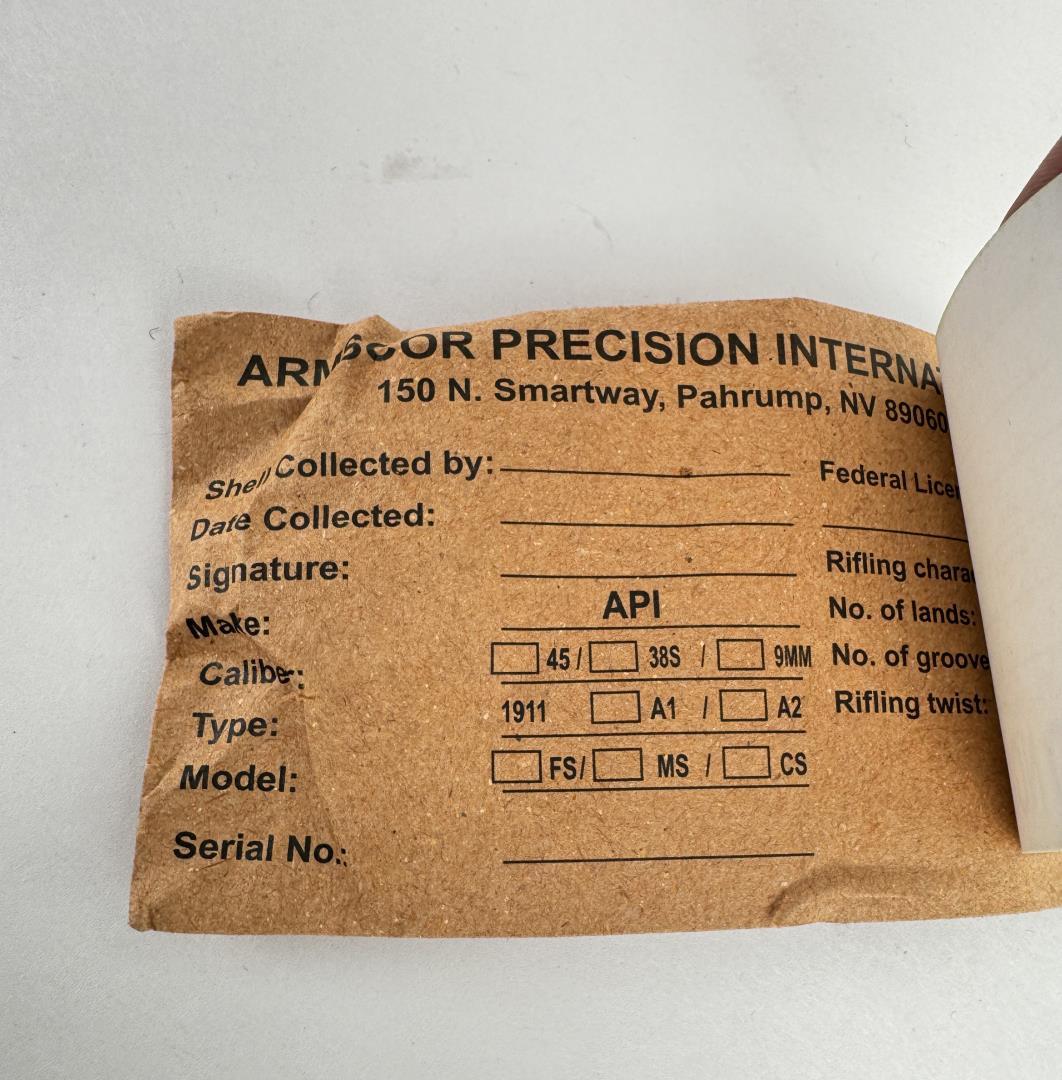 ARMSCOR PRECISION INTERNA
150 N. Smartway, Pahrump, NV 89060
Shell Collected by:
Federal Licen
Date Collected:
Signature:
Rifling chara
Make: API
No. of lands:
Caliber: 45 / 38S / 9MM
No. of groove
Type: 1911 A1 / A2
Rifling twist:
Model: FS/ MS / CS
Serial No.: